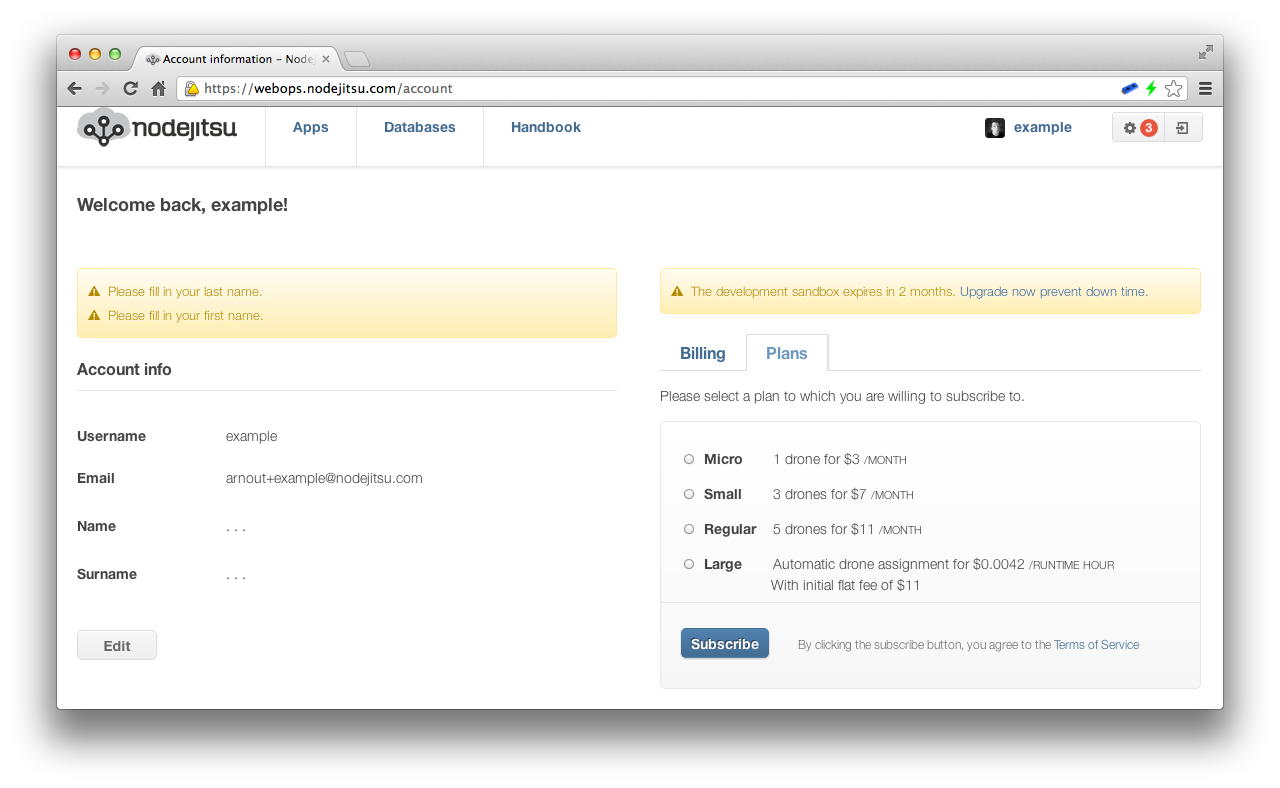 Account information – Node
https://webops.nodejitsu.com/account
nodejitsu
Apps
Databases
Handbook
example
3
Welcome back, example!
Please fill in your last name.
Please fill in your first name.
Account info
Username example
Email arnout+example@nodejitsu.com
Name . . .
Surname . . .
Edit
The development sandbox expires in 2 months. Upgrade now prevent down time.
Billing
Plans
Please select a plan to which you are willing to subscribe to.
Micro 1 drone for $3 /MONTH
Small 3 drones for $7 /MONTH
Regular 5 drones for $11 /MONTH
Large Automatic drone assignment for $0.0042 /RUNTIME HOUR
With initial flat fee of $11
Subscribe
By clicking the subscribe button, you agree to the Terms of Service